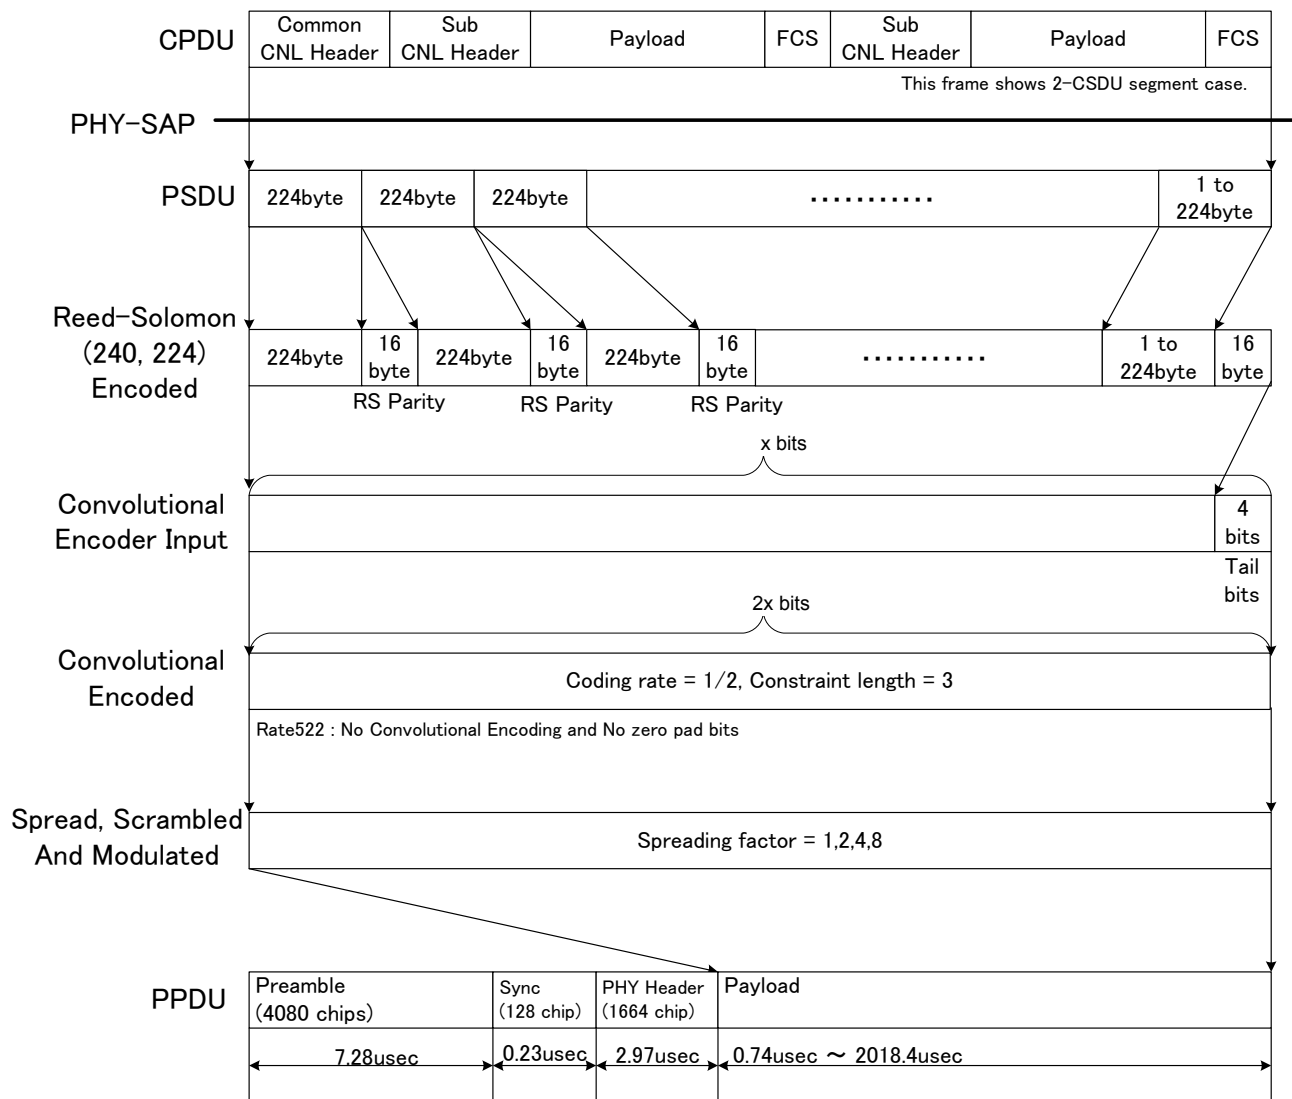 CPDU
Common
CNL Header
Sub
CNL Header
Payload
FCS
Sub
CNL Header
Payload
FCS
This frame shows 2-CSDU segment case.
PHY-SAP
PSDU
224byte
224byte
224byte
...........
1 to
224byte
Reed-Solomon
(240, 224)
Encoded
224byte
16
byte
224byte
16
byte
224byte
16
byte
...........
1 to
224byte
16
byte
RS Parity
RS Parity
RS Parity
x bits
Convolutional
Encoder Input
4
bits
Tail
bits
2x bits
Convolutional
Encoded
Coding rate = 1/2, Constraint length = 3
Rate522 : No Convolutional Encoding and No zero pad bits
Spread, Scrambled
And Modulated
Spreading factor = 1,2,4,8
PPDU
Preamble
(4080 chips)
Sync
(128 chip)
PHY Header
(1664 chip)
Payload
7.28usec
0.23usec
2.97usec
0.74usec ～ 2018.4usec